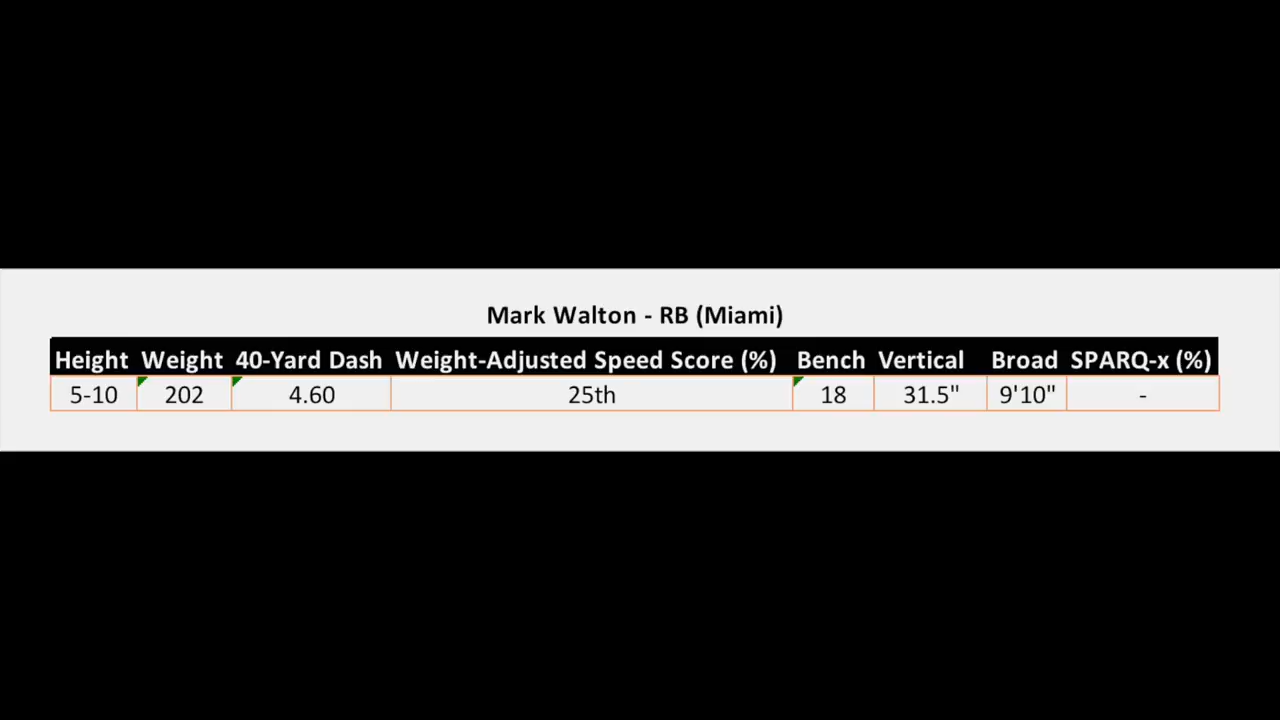 Mark Walton - RB (Miami)
Height Weight 40-Yard Dash Weight-Adjusted Speed Score (%) Bench Vertical Broad SPARQ-x (%)
5-10 202 4.60 25th 18 31.5" 9'10" -